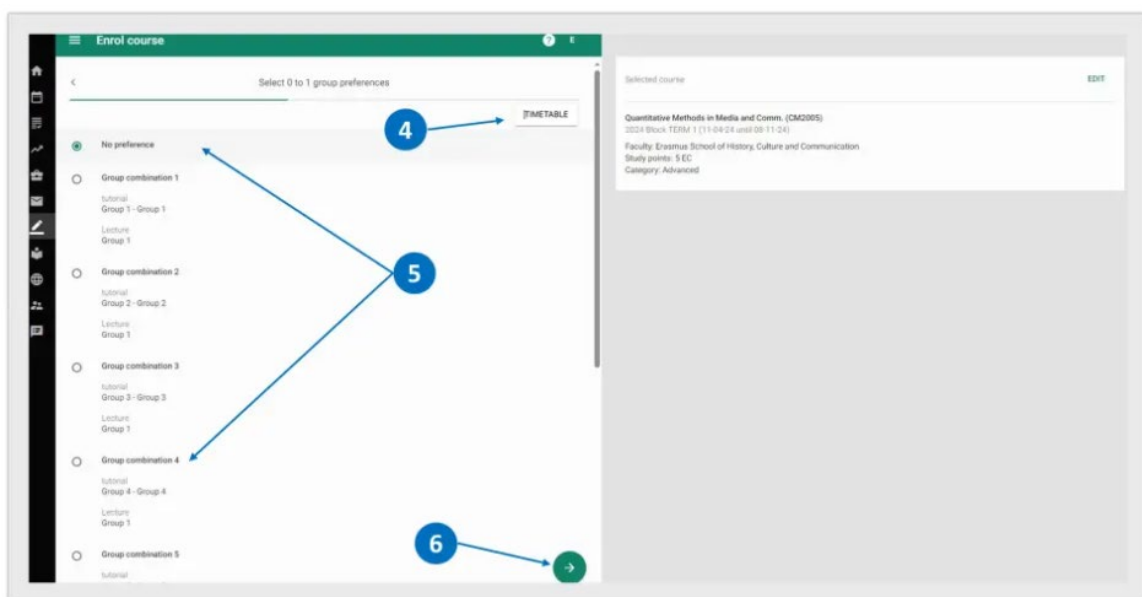 Enrol course
?
E
Select 0 to 1 group preferences
TIMETABLE
4
No preference
Group combination 1
tutorial
Group 1 - Group 1
Lecture
Group 1
5
Group combination 2
tutorial
Group 2 - Group 2
Lecture
Group 1
Group combination 3
tutorial
Group 3 - Group 3
Lecture
Group 1
Group combination 4
tutorial
Group 4 - Group 4
Lecture
Group 1
6
Group combination 5
tutorial
Selected course
EDIT
Quantitative Methods in Media and Comm. (CM2005)
2024 Block TERM 1 (11-04-24 until 08-11-24)
Faculty: Erasmus School of History, Culture and Communication
Study points: 5 EC
Category: Advanced